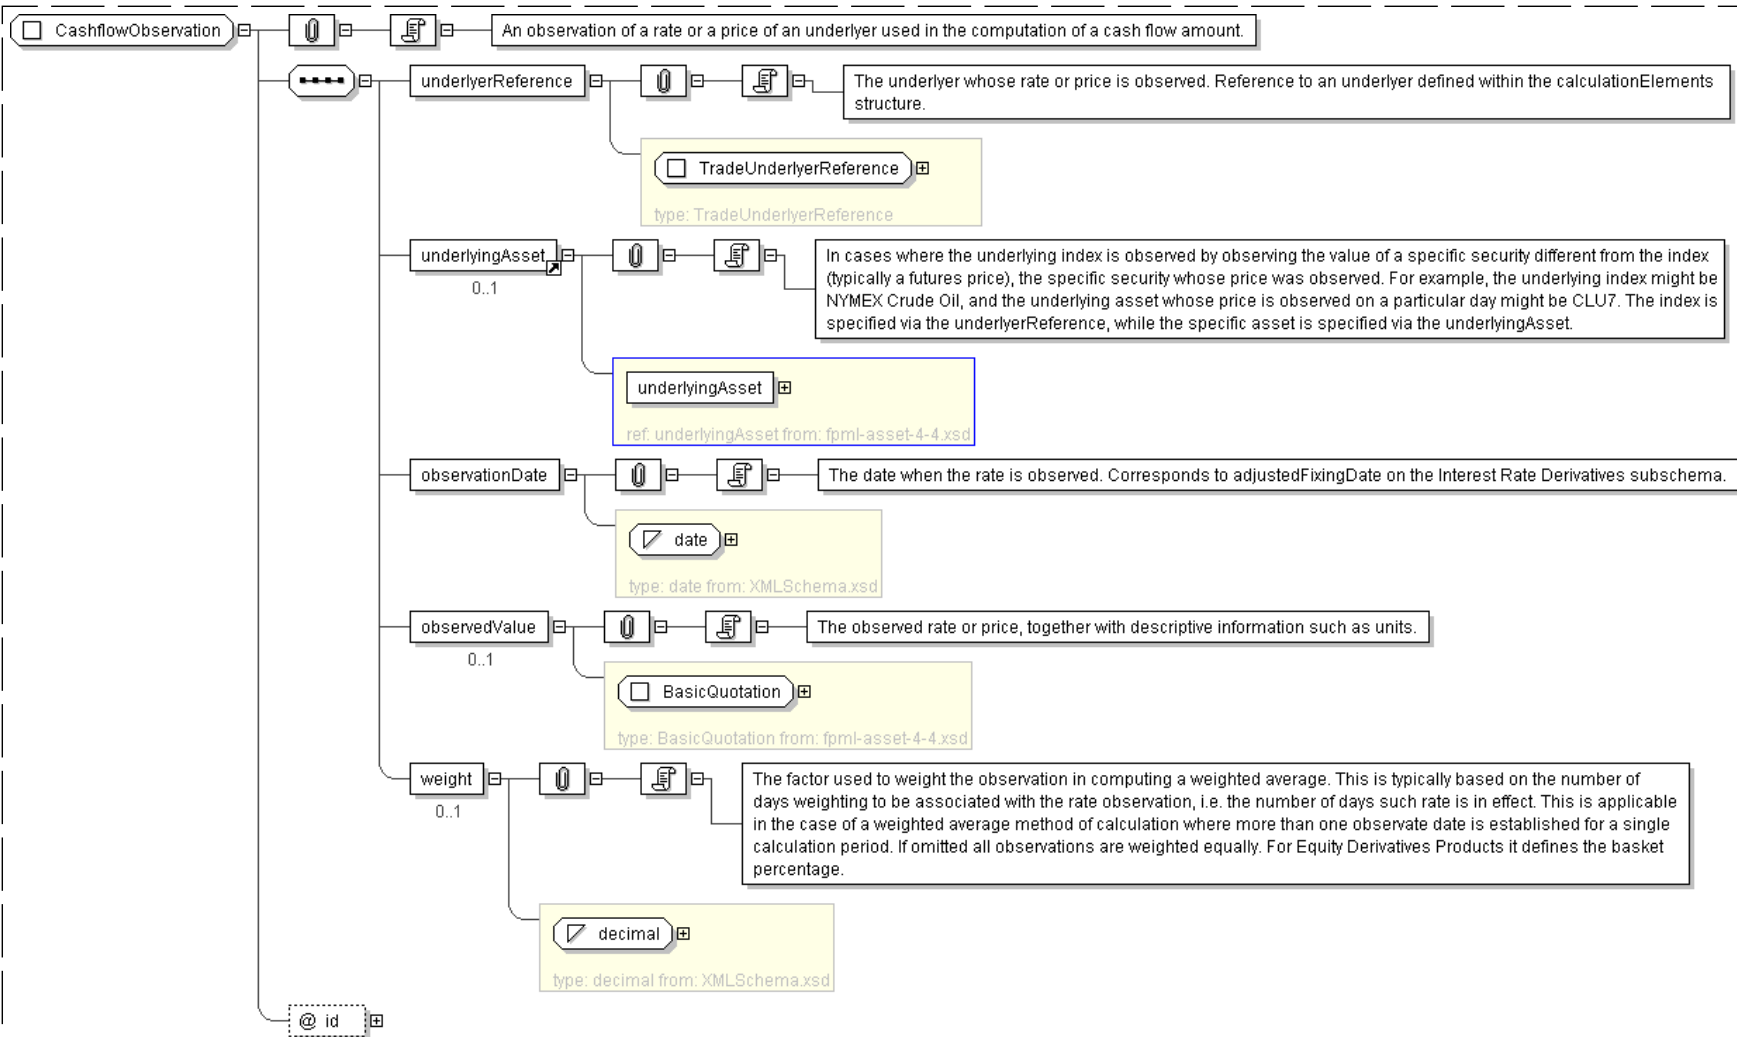 CashflowObservation
An observation of a rate or a price of an underlyer used in the computation of a cash flow amount.
underlyerReference
The underlyer whose rate or price is observed. Reference to an underlyer defined within the calculationElements
structure.
TradeUnderlyerReference
type: TradeUnderlyerReference
underlyingAsset
0..1
In cases where the underlying index is observed by observing the value of a specific security different from the index
(typically a futures price), the specific security whose price was observed. For example, the underlying index might be
NYMEX Crude Oil, and the underlying asset whose price is observed on a particular day might be CLU7. The index is
specified via the underlyerReference, while the specific asset is specified via the underlyingAsset.
underlyingAsset
ref: underlyingAsset from: fpml-asset-4-4.xsd
observationDate
The date when the rate is observed. Corresponds to adjustedFixingDate on the Interest Rate Derivatives subschema.
date
type: date from: XMLSchema.xsd
observedValue
0..1
The observed rate or price, together with descriptive information such as units.
BasicQuotation
type: BasicQuotation from: fpml-asset-4-4.xsd
weight
0..1
The factor used to weight the observation in computing a weighted average. This is typically based on the number of
days weighting to be associated with the rate observation, i.e. the number of days such rate is in effect. This is applicable
in the case of a weighted average method of calculation where more than one observate date is established for a single
calculation period. If omitted all observations are weighted equally. For Equity Derivatives Products it defines the basket
percentage.
decimal
type: decimal from: XMLSchema.xsd
@ id